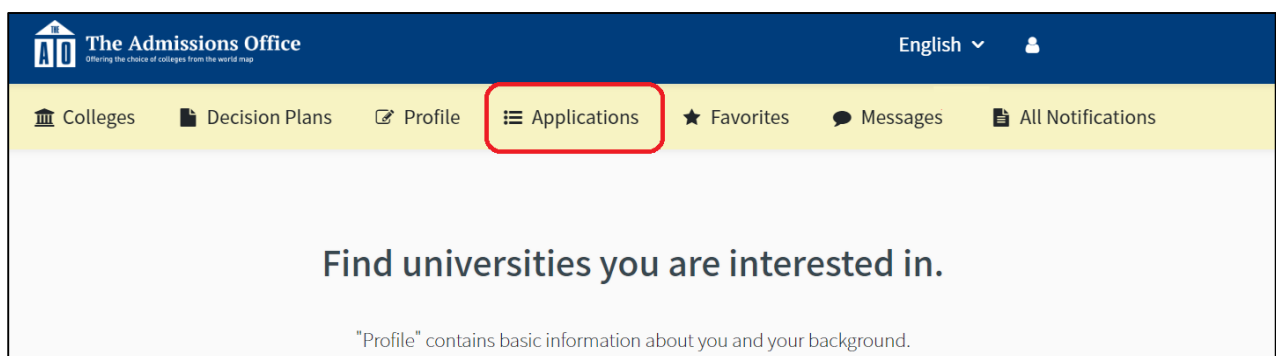 THE
AO
The Admissions Office
Offering the choice of colleges from the world map
English
Colleges Decision Plans Profile Applications Favorites Messages All Notifications
Find universities you are interested in.
"Profile" contains basic information about you and your background.